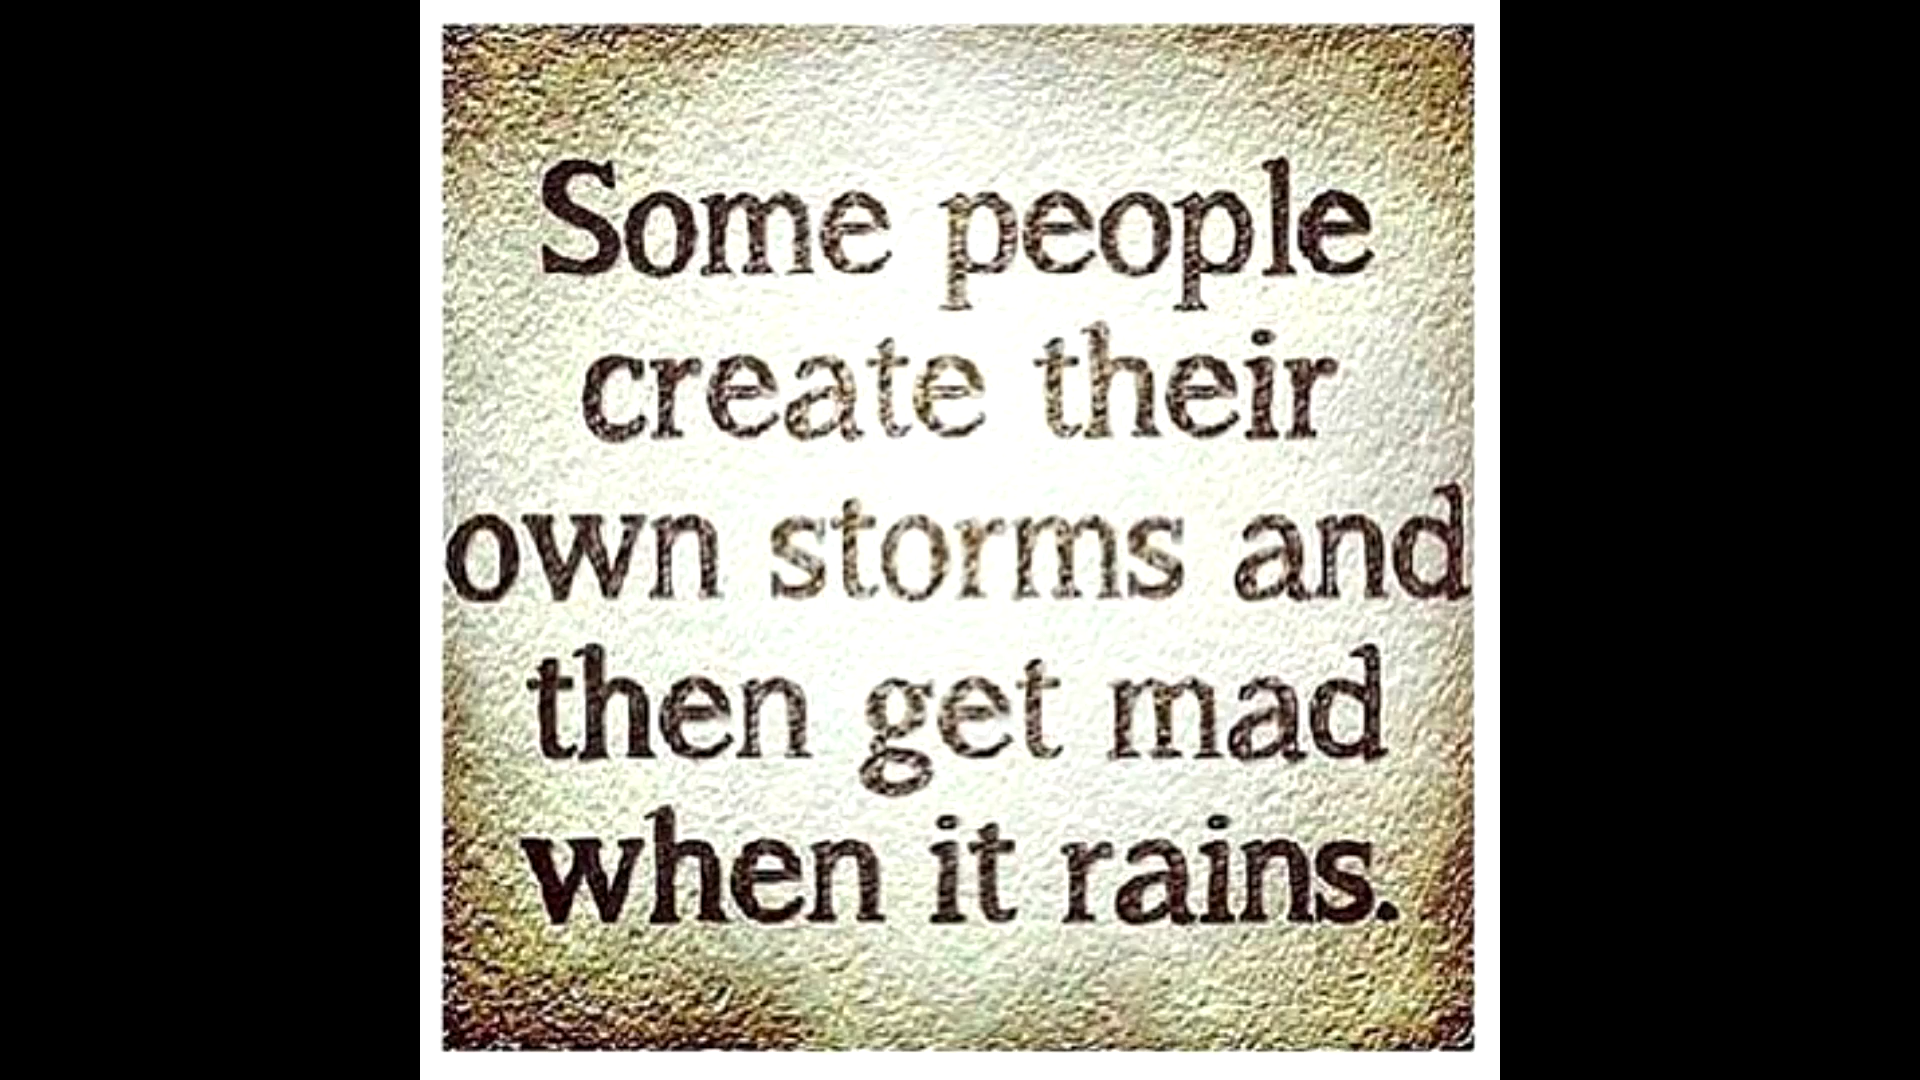 Some people
create their
own storms and
then get mad
when it rains.